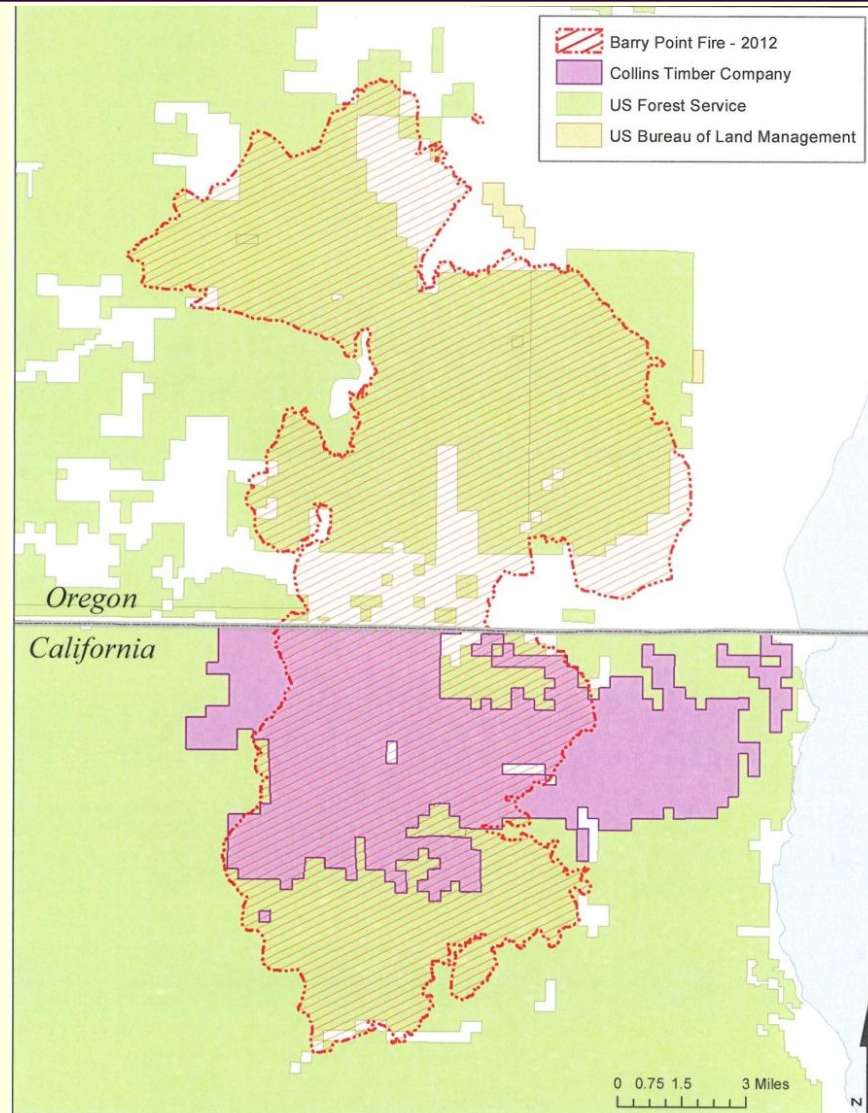 Barry Point Fire - 2012
Collins Timber Company
US Forest Service
US Bureau of Land Management
Oregon
California
0 0.75 1.5 3 Miles
N